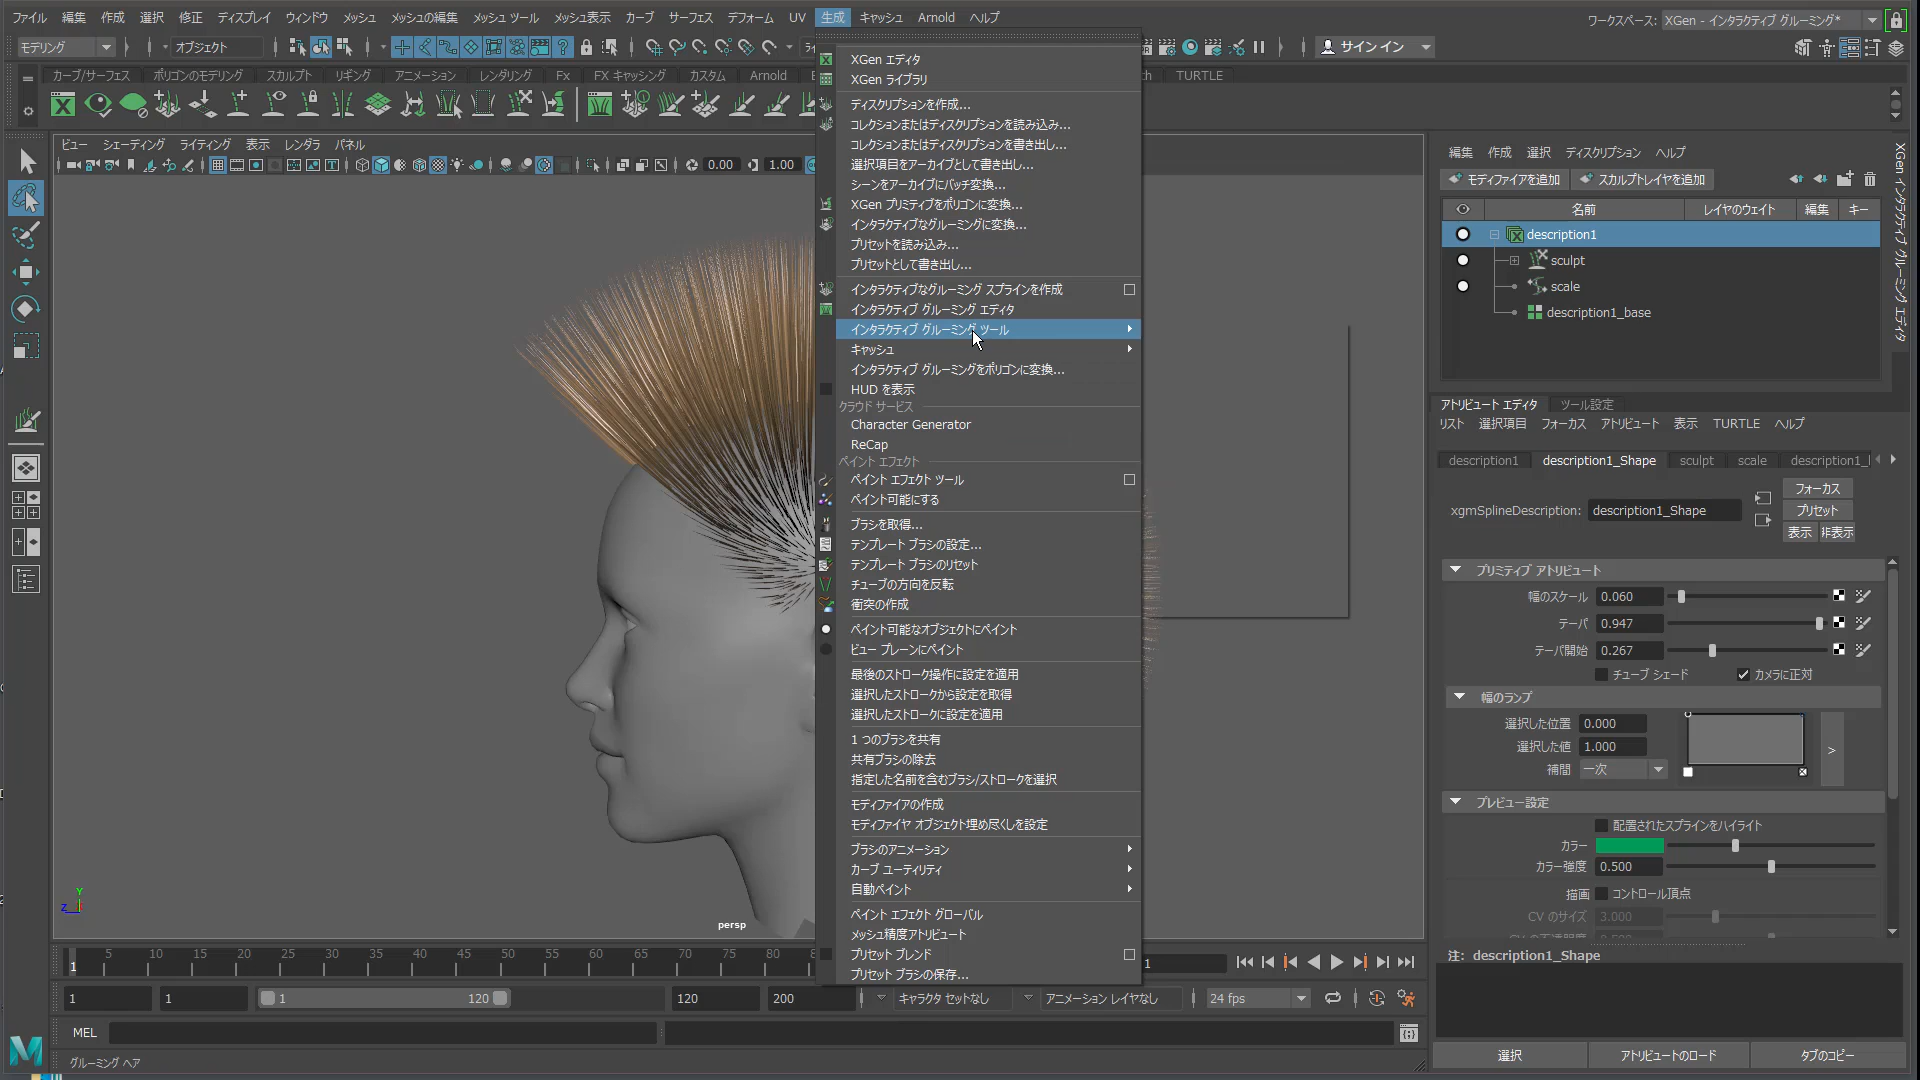 ファイル 編集 作成 選択 修正 ディスプレイ ウィンドウ メッシュ メッシュの編集 メッシュ ツール メッシュ表示 カーブ サーフェス デフォーム UV 生成 キャッシュ Arnold ヘルプ
ワークスペース: XGen - インタラクティブ グルーミング*
モデリング オブジェクト サイン イン
カーブ/サーフェス ポリゴンのモデリング スカルプト リギング アニメーション レンダリング Fx FX キャッシング カスタム Arnold TURTLE
ビュー シェーディング ライティング 表示 レンダラ パネル
0.00 1.00
XGen エディタ
XGen ライブラリ
ディスクリプションを作成...
コレクションまたはディスクリプションを読み込み...
コレクションまたはディスクリプションを書き出し...
選択項目をアーカイブとして書き出し...
シーンをアーカイブにバッチ変換...
XGen プリミティブをポリゴンに変換...
インタラクティブなグルーミングに変換...
プリセットを読み込み...
プリセットとして書き出し...
インタラクティブなグルーミング スプラインを作成
インタラクティブ グルーミング エディタ
インタラクティブ グルーミング ツール
キャッシュ
インタラクティブ グルーミングをポリゴンに変換...
HUD を表示
クラウド サービス
Character Generator
ReCap
ペイント エフェクト
ペイント エフェクト ツール
ペイント可能にする
ブラシを取得...
テンプレート ブラシの設定...
テンプレート ブラシのリセット
チューブの方向を反転
衝突の作成
ペイント可能なオブジェクトにペイント
ビュー プレーンにペイント
最後のストローク操作に設定を適用
選択したストロークから設定を取得
選択したストロークに設定を適用
1 つのブラシを共有
共有ブラシの除去
指定した名前を含むブラシ/ストロークを選択
モディファイアの作成
モディファイヤ オブジェクト埋め尽くしを設定
ブラシのアニメーション
カーブ ユーティリティ
自動ペイント
ペイント エフェクト グローバル
メッシュ精度アトリビュート
プリセット ブレンド
プリセット ブラシの保存...
編集 作成 選択 ディスクリプション ヘルプ
モディファイアを追加 スカルプトレイヤを追加
名前 レイヤのウェイト 編集 キー
description1
sculpt
scale
description1_base
XGen インタラクティブ グルーミング エディタ
アトリビュート エディタ ツール設定
リスト 選択項目 フォーカス アトリビュート 表示 TURTLE ヘルプ
description1 description1_Shape sculpt scale description1_
フォーカス
xgmSplineDescription: description1_Shape プリセット
表示 非表示
プリミティブ アトリビュート
幅のスケール 0.060
テーパ 0.947
テーパ開始 0.267
チューブ シェード カメラに正対
幅のランプ
選択した位置 0.000
選択した値 1.000
補間 一次
>
プレビュー設定
配置されたスプラインをハイライト
カラー
カラー強度 0.500
描画 コントロール頂点
CV のサイズ 3.000
注: description1_Shape
選択 アトリビュートのロード タブのコピー
Y
Z
persp
1 5 10 15 20 25 30 35 40 45 50 55 60 65 70 75 80 1
1 1 1 120 120 200 キャラクタ セットなし アニメーション レイヤなし 24 fps
MEL
グルーミング ヘア